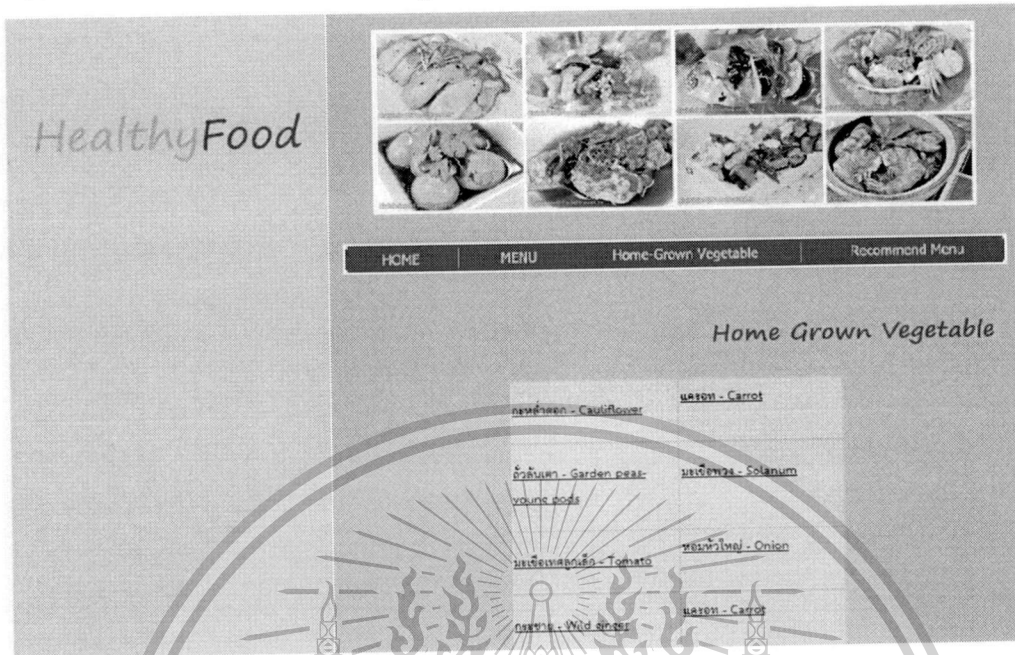 HealthyFood
HOME MENU Home-Grown Vegetable Recommend Menu
Home Grown Vegetable
กะหล่ำดอก - Cauliflower
แครอท - Carrot
ถั่วลันเตา - Garden peas-
young pods
มะเขือพวง - Solanum
มะเขือเทศลูกเล็ก - Tomato
หอมหัวใหญ่ - Onion
กระชาย - Wild ginger
แครอท - Carrot